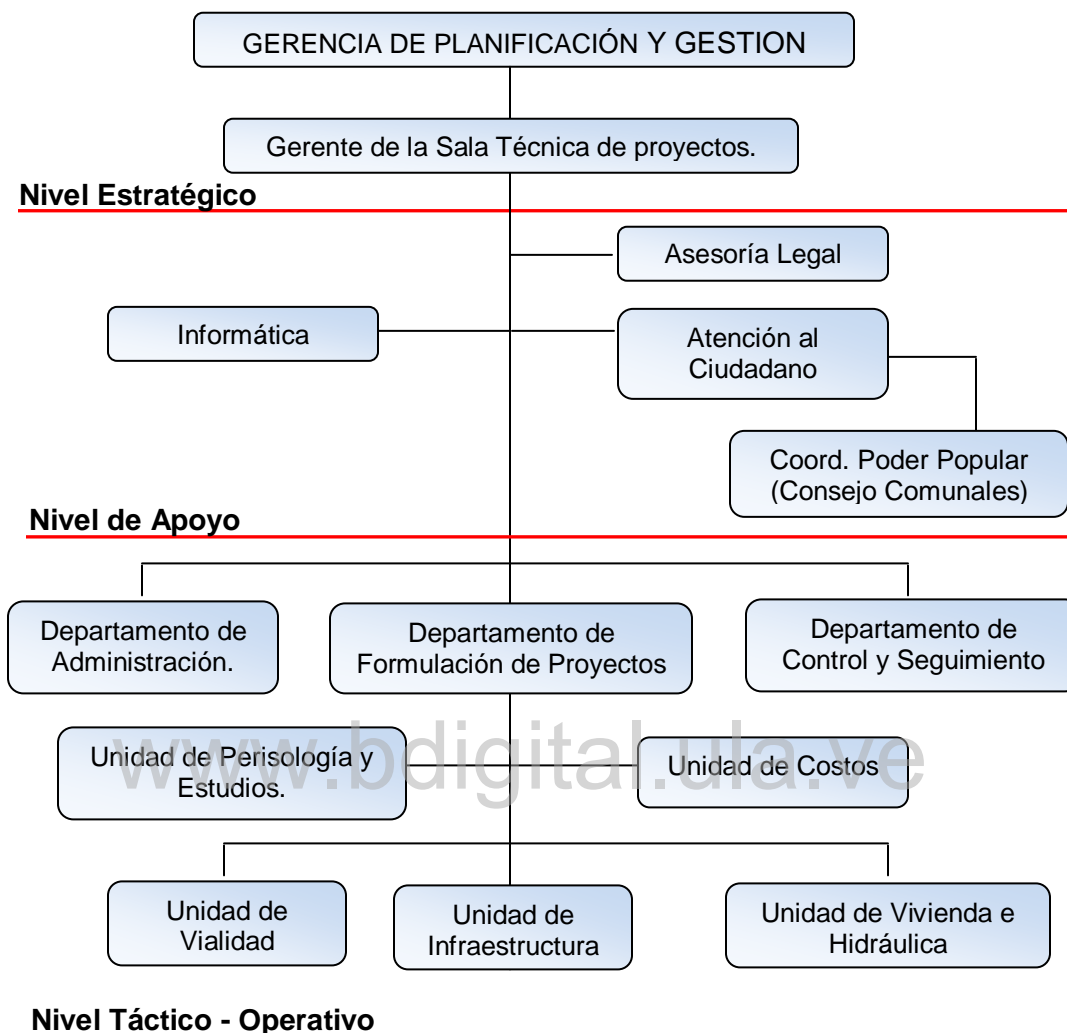 GERENCIA DE PLANIFICACIÓN Y GESTION
Gerente de la Sala Técnica de proyectos.
Nivel Estratégico
Asesoría Legal
Informática
Atención al
Ciudadano
Coord. Poder Popular
(Consejo Comunales)
Nivel de Apoyo
Departamento de
Administración.
Departamento de
Formulación de Proyectos
Departamento de
Control y Seguimiento
Unidad de Perisología y
Estudios.
Unidad de Costos
www.bdigital.ula.ve
Unidad de
Vialidad
Unidad de
Infraestructura
Unidad de Vivienda e
Hidráulica
Nivel Táctico - Operativo